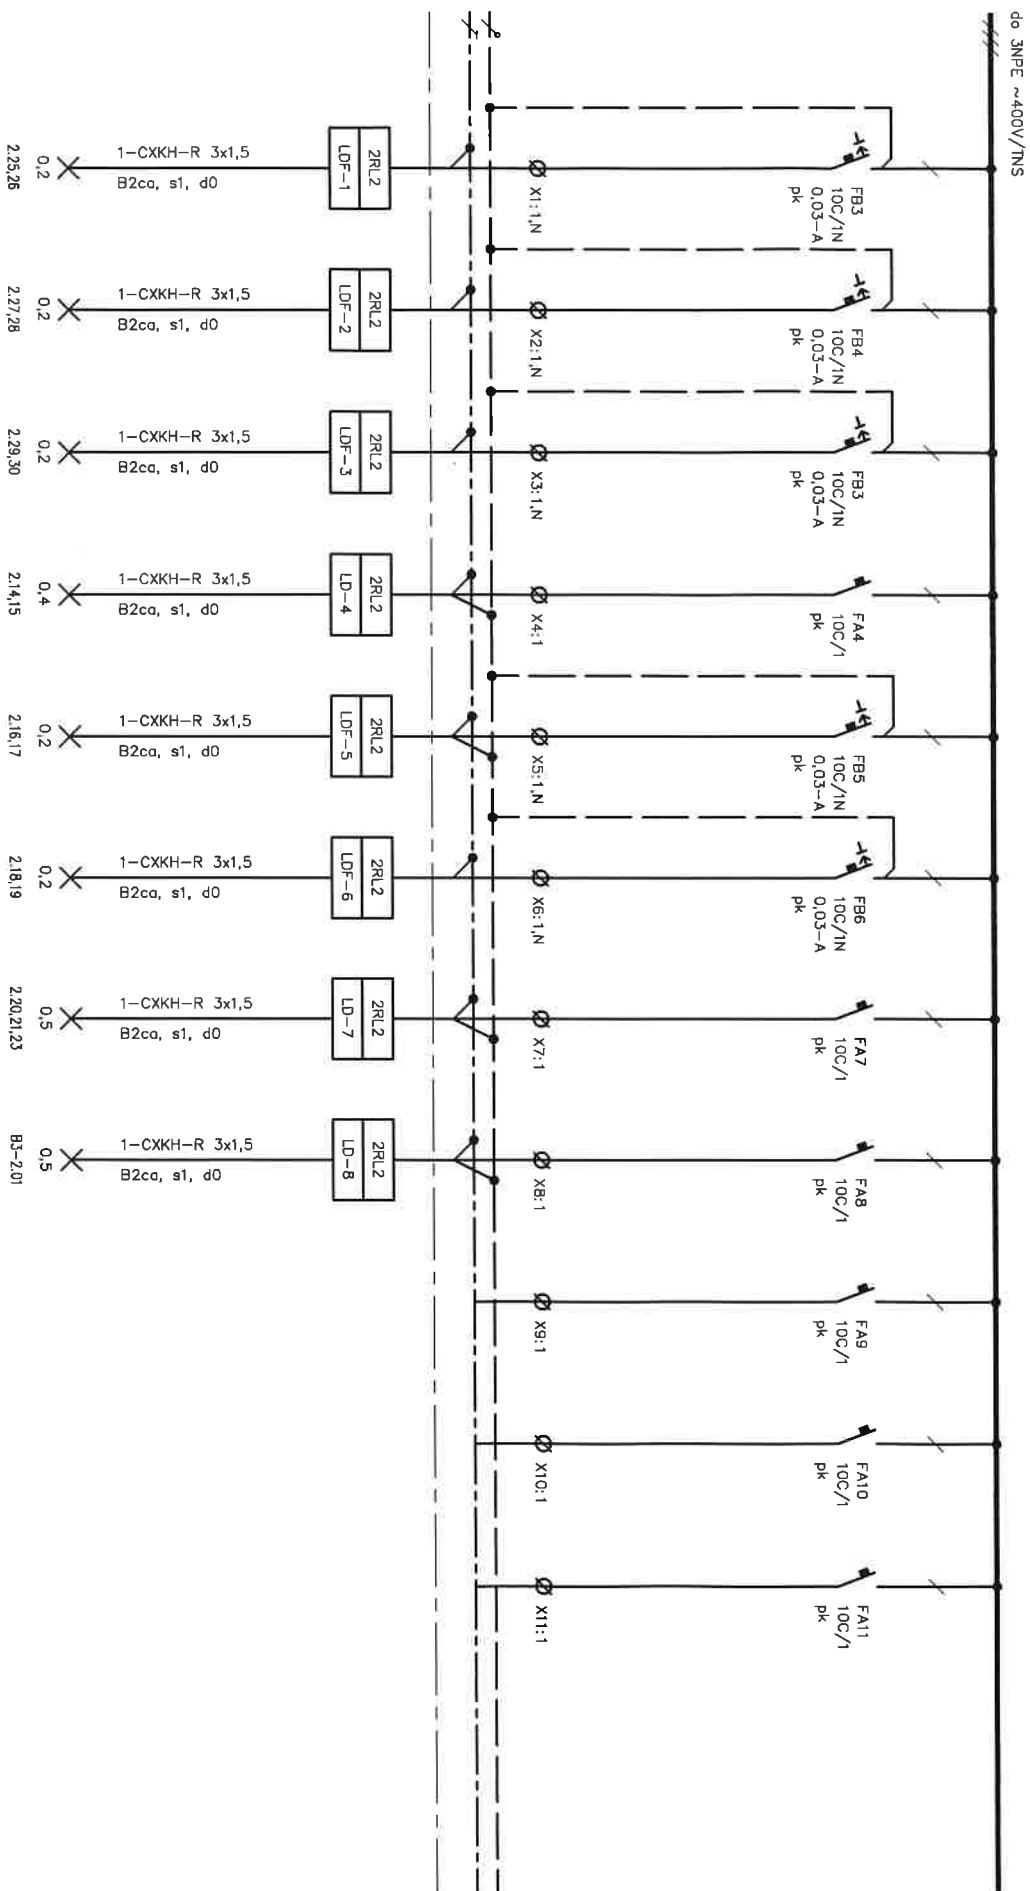 do 3NPE ~400V/TNS
FB3
10C/1N
0,03-A
pk
X1:1,N
2RL2
LDF-1
1-CXKH-R 3x1,5
B2ca, s1, d0
0,2
2.25,26
FB4
10C/1N
0,03-A
pk
X2:1,N
2RL2
LDF-2
1-CXKH-R 3x1,5
B2ca, s1, d0
0,2
2.27,28
FB3
10C/1N
0,03-A
pk
X3:1,N
2RL2
LDF-3
1-CXKH-R 3x1,5
B2ca, s1, d0
0,2
2.29,30
FA4
10C/1
pk
X4:1
2RL2
LD-4
1-CXKH-R 3x1,5
B2ca, s1, d0
0,4
2.14,15
FB5
10C/1N
0,03-A
pk
X5:1,N
2RL2
LDF-5
1-CXKH-R 3x1,5
B2ca, s1, d0
0,2
2.16,17
FB6
10C/1N
0,03-A
pk
X6:1,N
2RL2
LDF-6
1-CXKH-R 3x1,5
B2ca, s1, d0
0,2
2.18,19
FA7
10C/1
pk
X7:1
2RL2
LD-7
1-CXKH-R 3x1,5
B2ca, s1, d0
0,5
2.20,21,23
FA8
10C/1
pk
X8:1
2RL2
LD-8
1-CXKH-R 3x1,5
B2ca, s1, d0
0,5
B3-2.01
FA9
10C/1
pk
X9:1
FA10
10C/1
pk
X10:1
FA11
10C/1
pk
X11:1